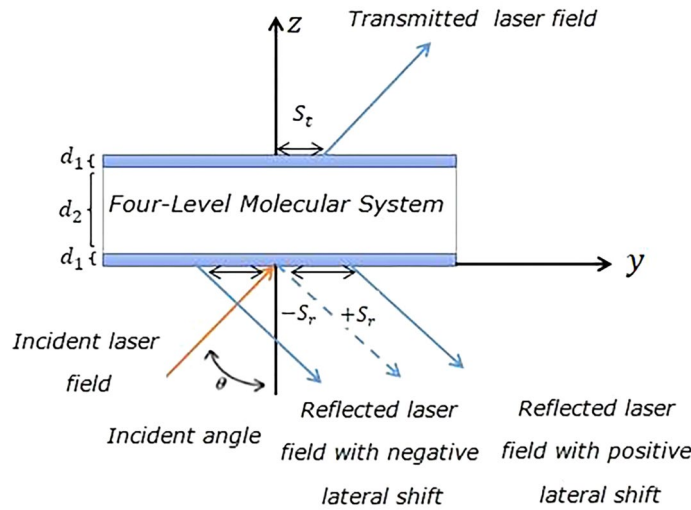 z
Transmitted laser field
S_t
d_1
d_2
Four-Level Molecular System
d_1
y
-S_r +S_r
Incident laser
field
θ
Incident angle
Reflected laser
field with negative
lateral shift
Reflected laser
field with positive
lateral shift